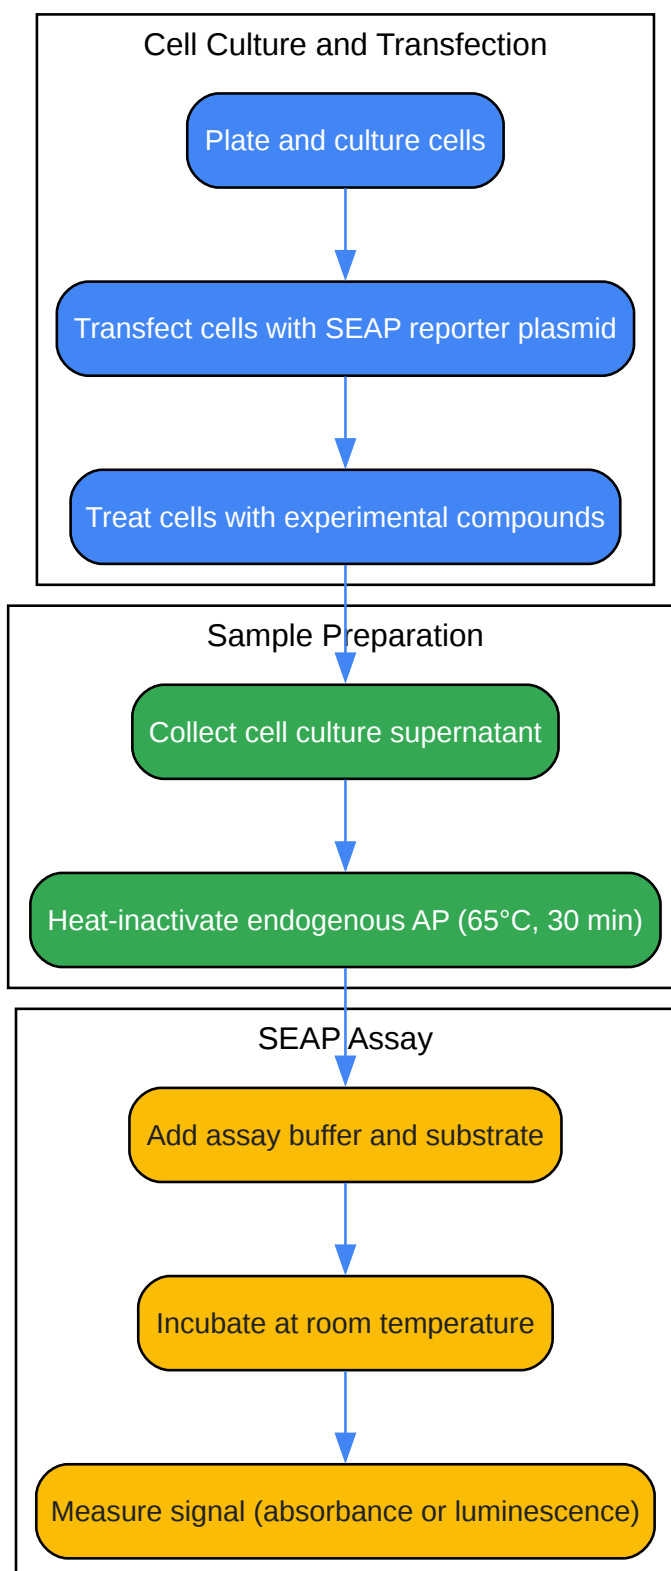 Cell Culture and Transfection
Plate and culture cells
Transfect cells with SEAP reporter plasmid
Treat cells with experimental compounds
Sample Preparation
Collect cell culture supernatant
Heat-inactivate endogenous AP (65°C, 30 min)
SEAP Assay
Add assay buffer and substrate
Incubate at room temperature
Measure signal (absorbance or luminescence)